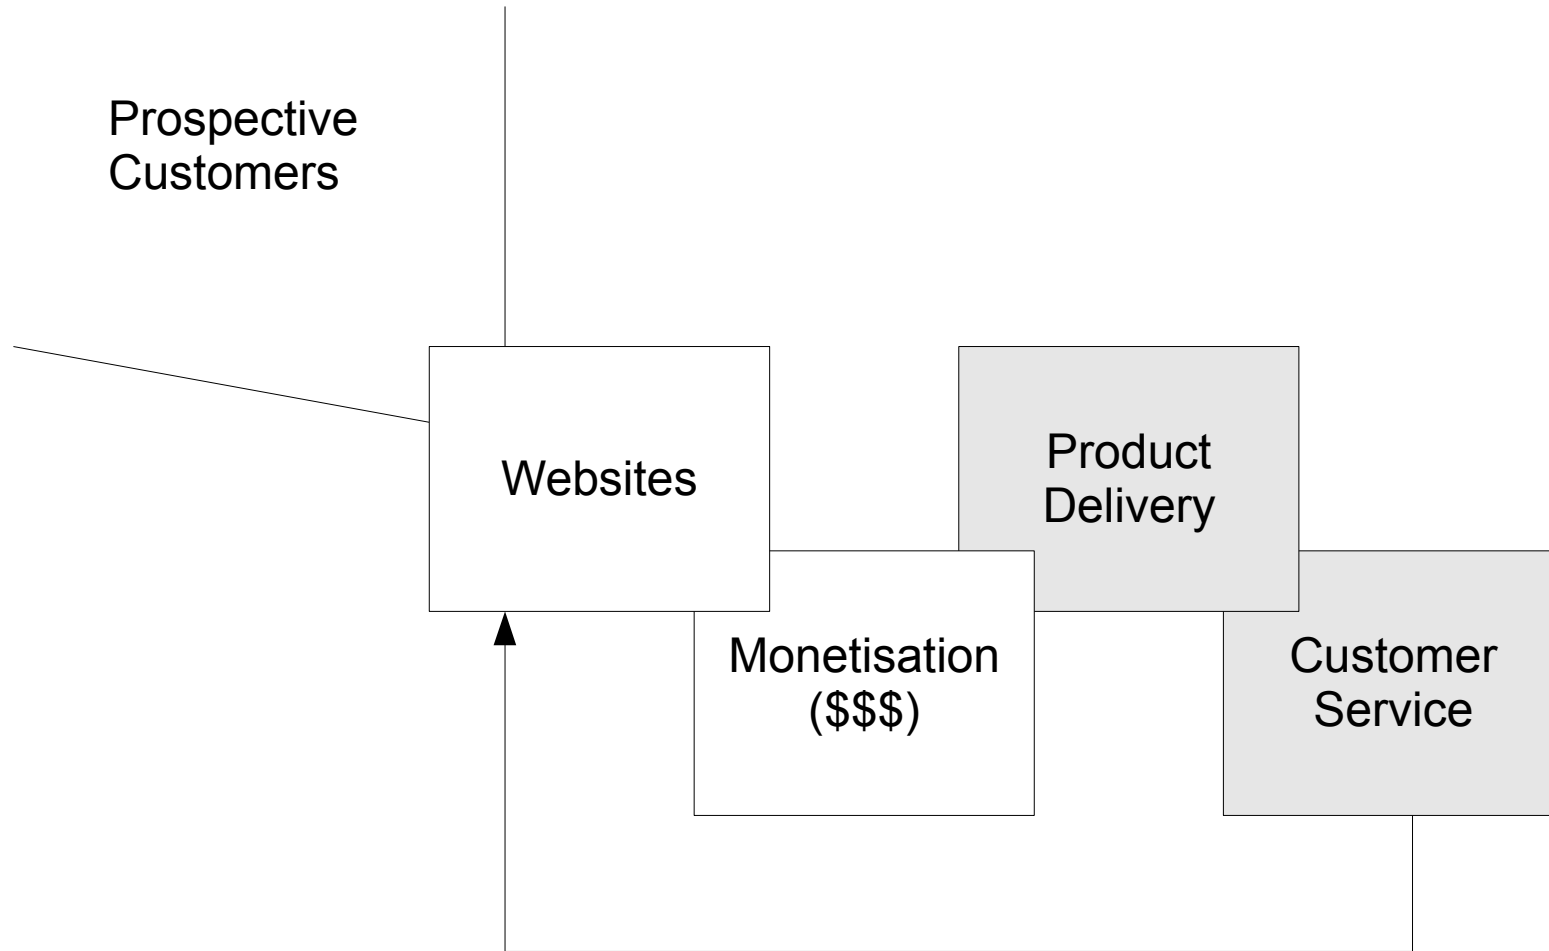 Prospective
Customers
Websites
Product
Delivery
Monetisation
($$$)
Customer
Service